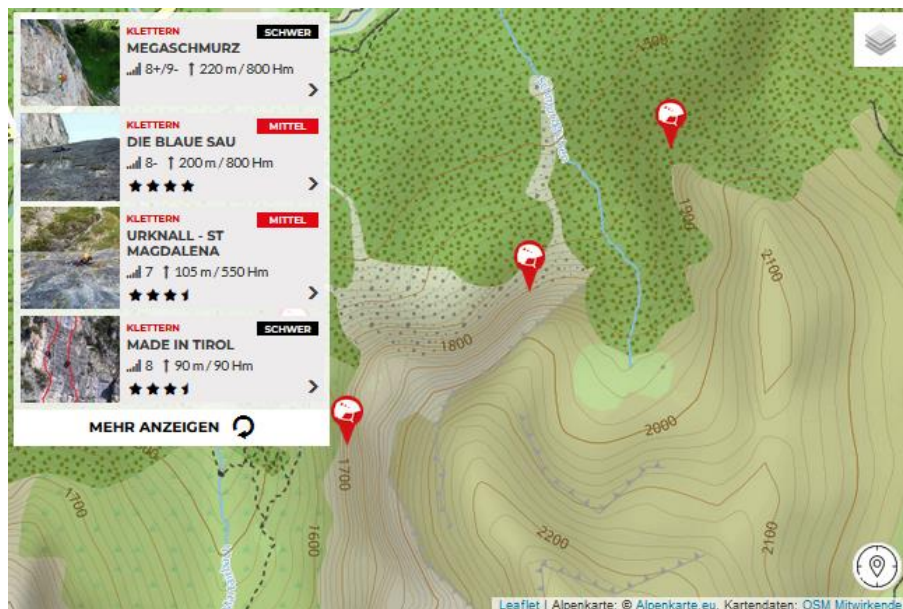 KLETTERN
SCHWER
MEGASCHMURZ
8+/9- 220 m / 800 Hm
KLETTERN
MITTEL
DIE BLAUE SAU
8- 200 m / 800 Hm
KLETTERN
MITTEL
URKNALL - ST
MAGDALENA
7 105 m / 550 Hm
KLETTERN
SCHWER
MADE IN TIROL
8 90 m / 90 Hm
MEHR ANZEIGEN
1500
1900
2100
1800
2000
1700
1700
1600
2200
2100
Leaflet | Alpenkarte: © Alpenkarte.eu, Kartendaten: OSM Mitwirkende